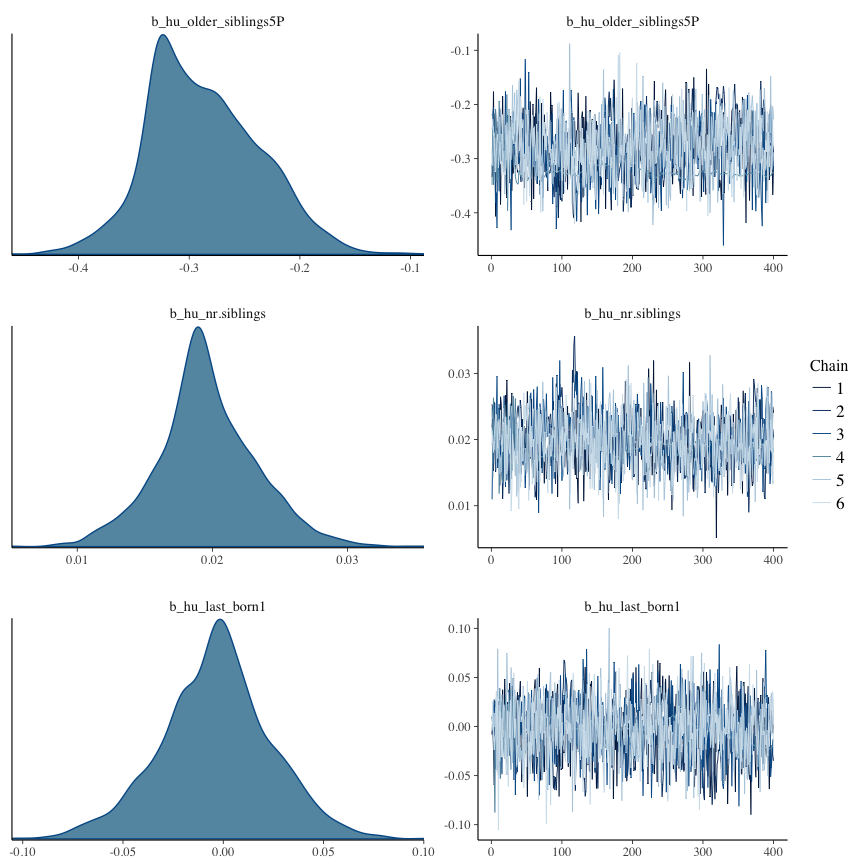 b_hu_older_siblings5P
-0.4 -0.3 -0.2 -0.1
b_hu_older_siblings5P
-0.1
-0.2
-0.3
-0.4
0 100 200 300 400
b_hu_nr.siblings
0.01 0.02 0.03
b_hu_nr.siblings
0.03
0.02
0.01
0 100 200 300 400
b_hu_last_born1
-0.10 -0.05 0.00 0.05 0.10
b_hu_last_born1
0.10
0.05
0.00
-0.05
-0.10
0 100 200 300 400
Chain
1
2
3
4
5
6